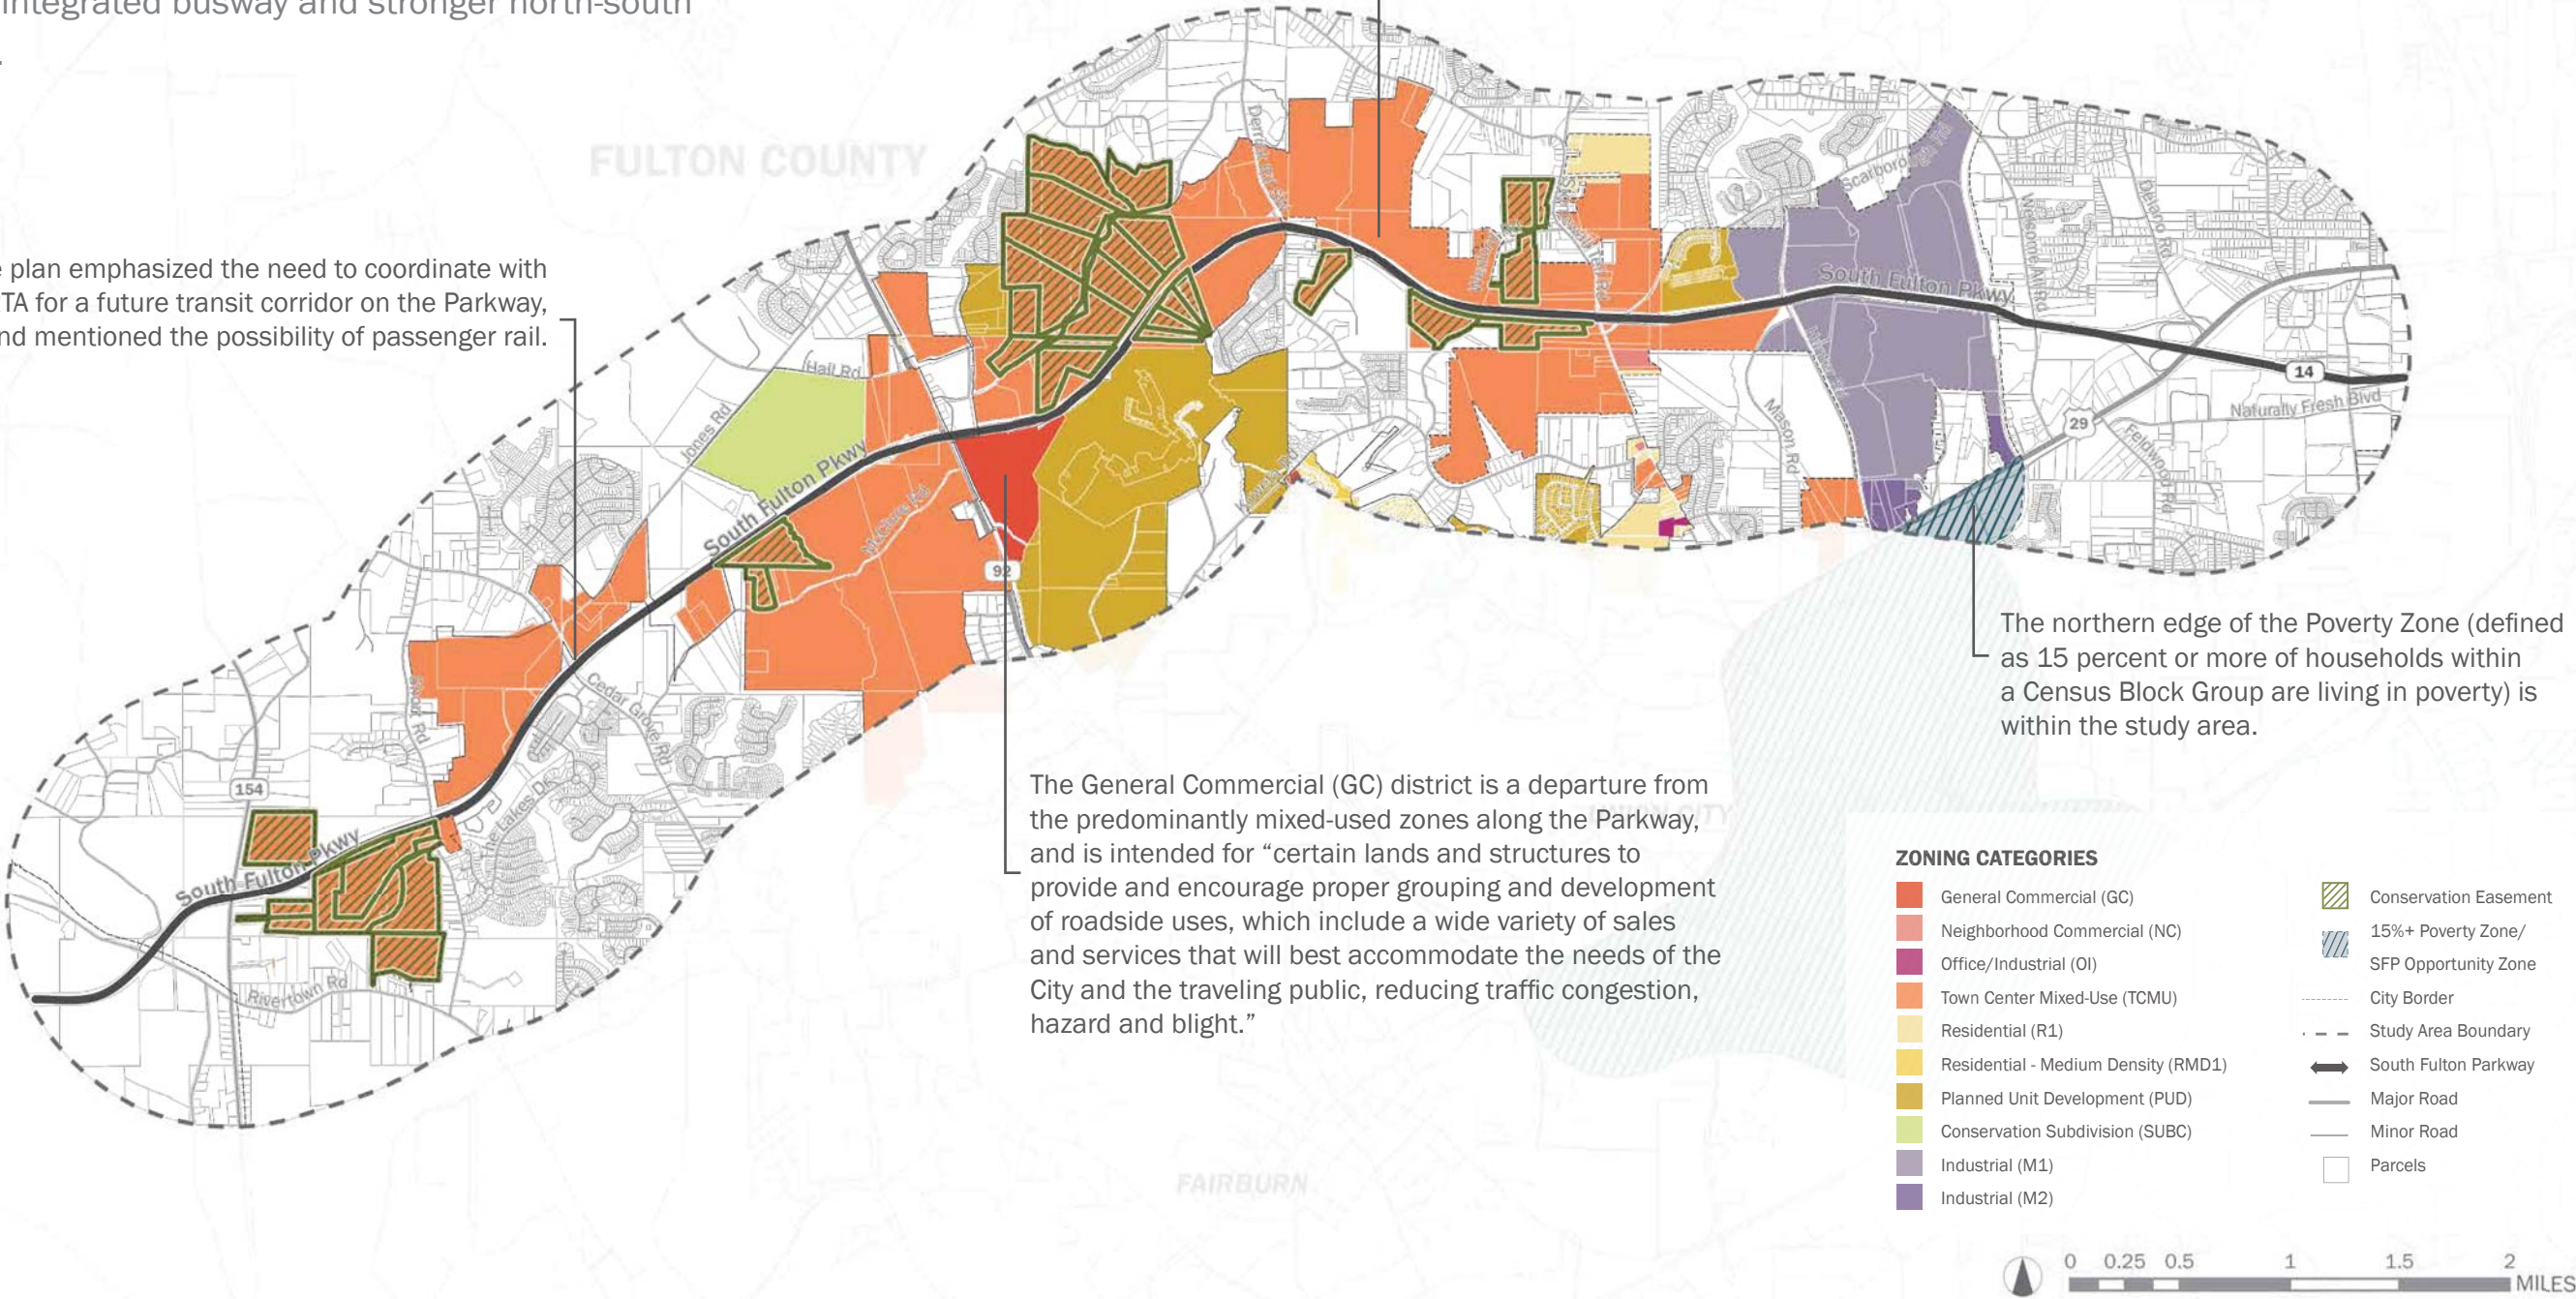 integrated busway and stronger north-south
.
FULTON COUNTY
plan emphasized the need to coordinate with
TA for a future transit corridor on the Parkway,
nd mentioned the possibility of passenger rail.
Hall Rd
Jones Rd
South Fulton Pkwy
McClure Rd
92
Cedar Grove Rd
The Lakes Dr
154
South Fulton Pkwy
Rivertown Rd
Scarboro
South Fulton Pkwy
Welcome All Rd
Delano Rd
14
Naturally Fresh Blvd
29
Feldwood Rd
Mason Rd
The northern edge of the Poverty Zone (defined
as 15 percent or more of households within
a Census Block Group are living in poverty) is
within the study area.
The General Commercial (GC) district is a departure from
the predominantly mixed-used zones along the Parkway,
and is intended for “certain lands and structures to
provide and encourage proper grouping and development
of roadside uses, which include a wide variety of sales
and services that will best accommodate the needs of the
City and the traveling public, reducing traffic congestion,
hazard and blight.”
UNION CITY
FAIRBURN
ZONING CATEGORIES
General Commercial (GC)
Neighborhood Commercial (NC)
Office/Industrial (OI)
Town Center Mixed-Use (TCMU)
Residential (R1)
Residential - Medium Density (RMD1)
Planned Unit Development (PUD)
Conservation Subdivision (SUBC)
Industrial (M1)
Industrial (M2)
Conservation Easement
15%+ Poverty Zone/
SFP Opportunity Zone
City Border
Study Area Boundary
South Fulton Parkway
Major Road
Minor Road
Parcels
0 0.25 0.5 1 1.5 2
MILES